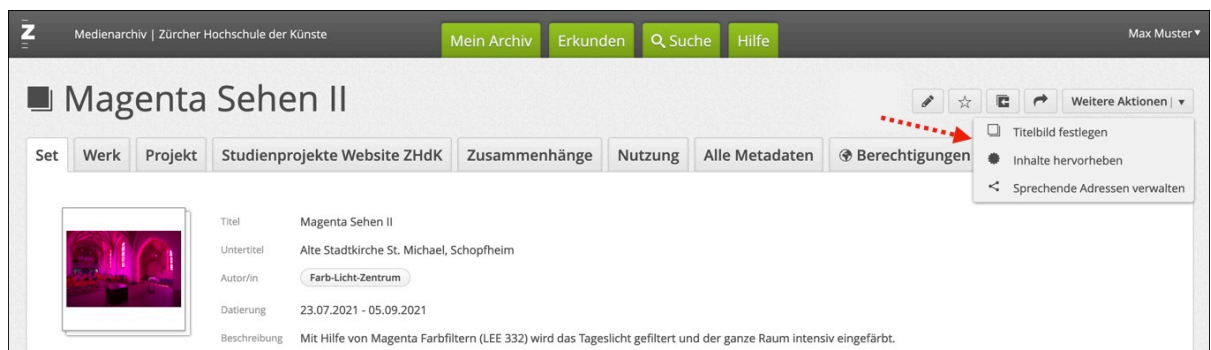 Z
Medienarchiv | Zürcher Hochschule der Künste
Mein Archiv
Erkunden
Suche
Hilfe
Max Muster ▾
Magenta Sehen II
Weitere Aktionen | ▾
Titelbild festlegen
Inhalte hervorheben
Sprechende Adressen verwalten
Set
Werk
Projekt
Studienprojekte Website ZHdK
Zusammenhänge
Nutzung
Alle Metadaten
Berechtigungen
Titel Magenta Sehen II
Untertitel Alte Stadtkirche St. Michael, Schopfheim
Autor/in Farb-Licht-Zentrum
Datierung 23.07.2021 - 05.09.2021
Beschreibung Mit Hilfe von Magenta Farbfiltern (LEE 332) wird das Tageslicht gefiltert und der ganze Raum intensiv eingefärbt.